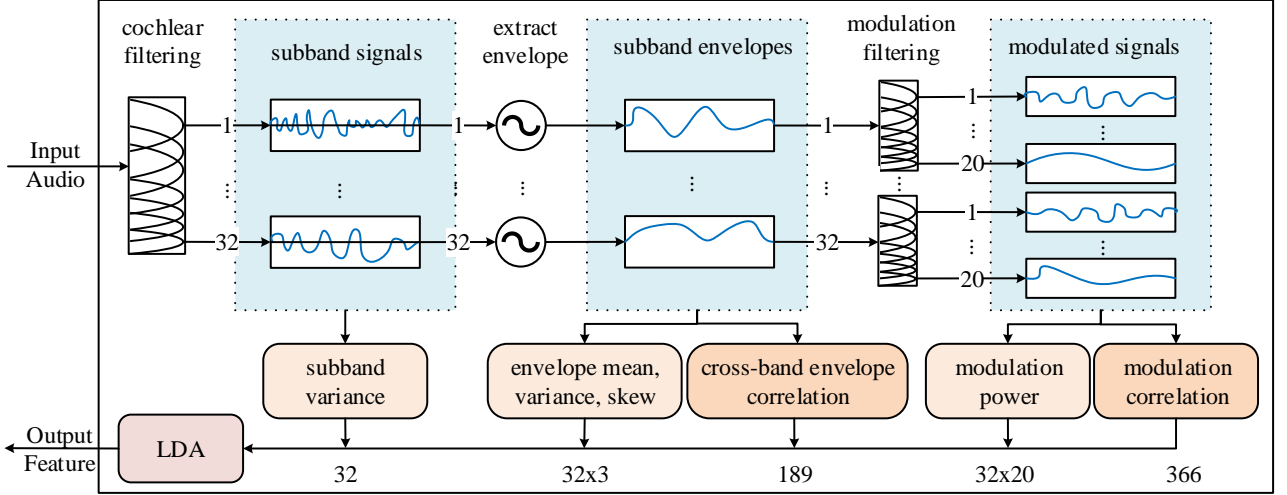 cochlear
filtering
subband signals
extract
envelope
subband envelopes
modulation
filtering
modulated signals
Input
Audio
1
...
32
...
1
...
32
...
...
1
...
32
...
1
...
20
1
...
20
...
...
subband
variance
envelope mean,
variance, skew
cross-band envelope
correlation
modulation
power
modulation
correlation
Output
Feature
LDA
32
32x3
189
32x20
366